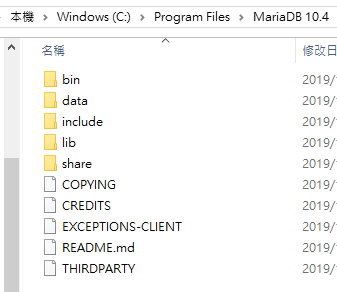 本機 > Windows (C:) > Program Files > MariaDB 10.4
名稱 修改日
bin 2019/
data 2019/
include 2019/
lib 2019/
share 2019/
COPYING 2019/
CREDITS 2019/
EXCEPTIONS-CLIENT 2019/
README.md 2019/
THIRDPARTY 2019/